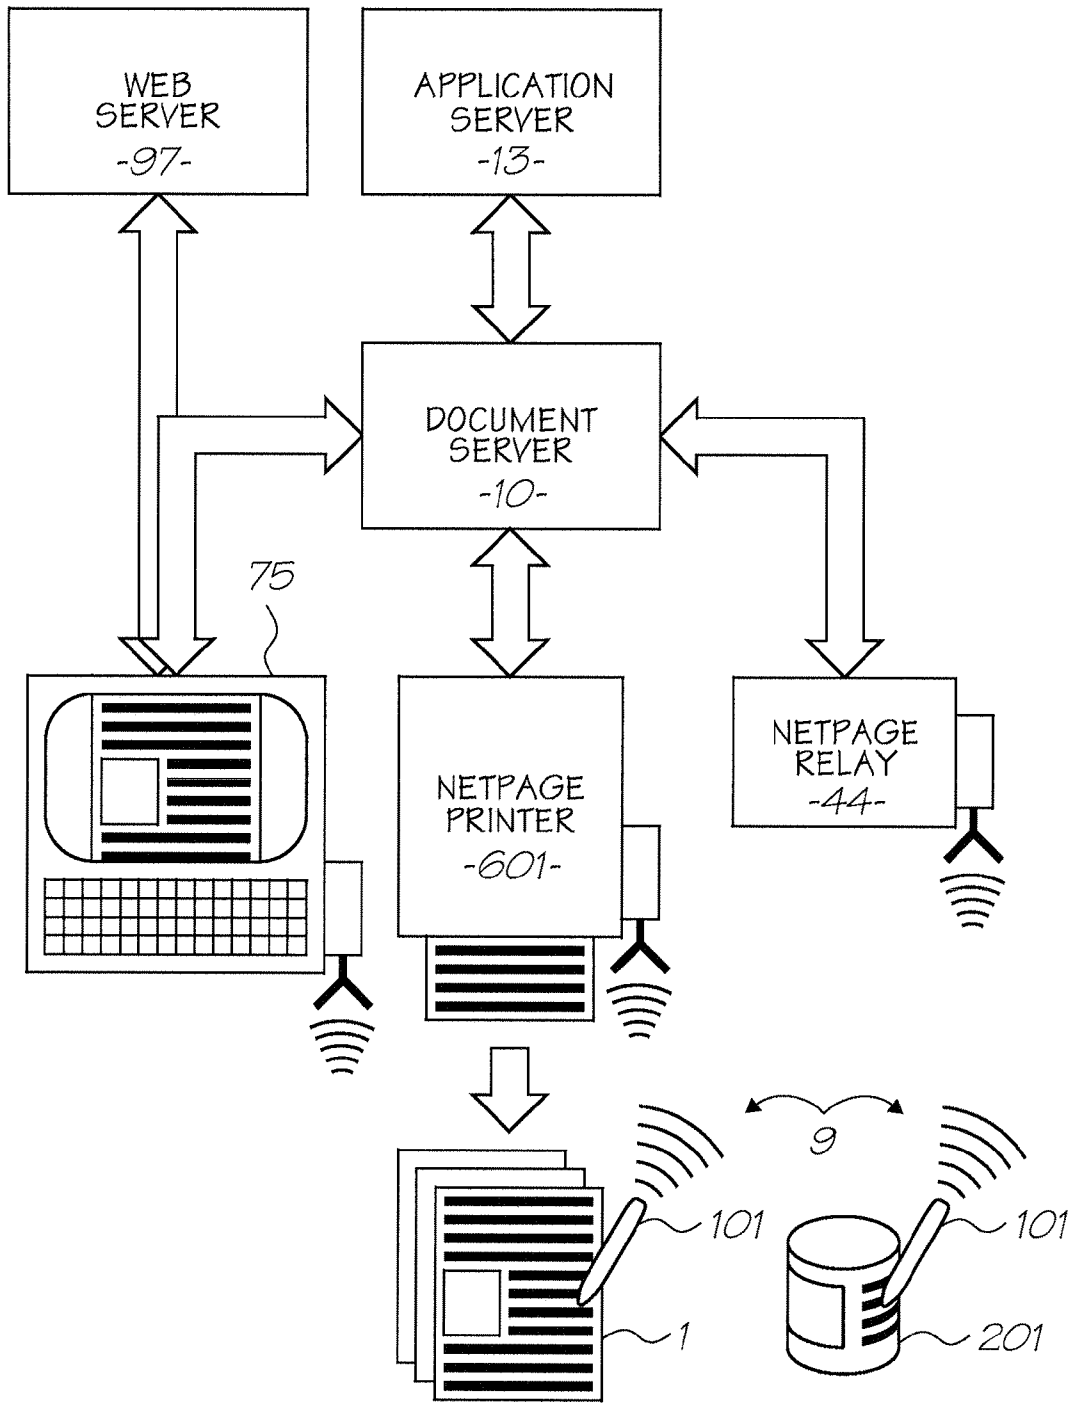 WEB
SERVER
-97-
APPLICATION
SERVER
-13-
DOCUMENT
SERVER
-10-
75
NETPAGE
PRINTER
-601-
NETPAGE
RELAY
-44-
9
101
101
1
201